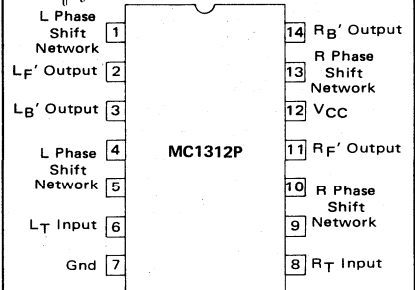 L Phase
Shift
Network
1
LF' Output
2
LB' Output
3
L Phase
Shift
Network
4
5
LT Input
6
Gnd
7
MC1312P
14
RB' Output
13
R Phase
Shift
Network
12
VCC
11
RF' Output
10
R Phase
Shift
Network
9
8
RT Input